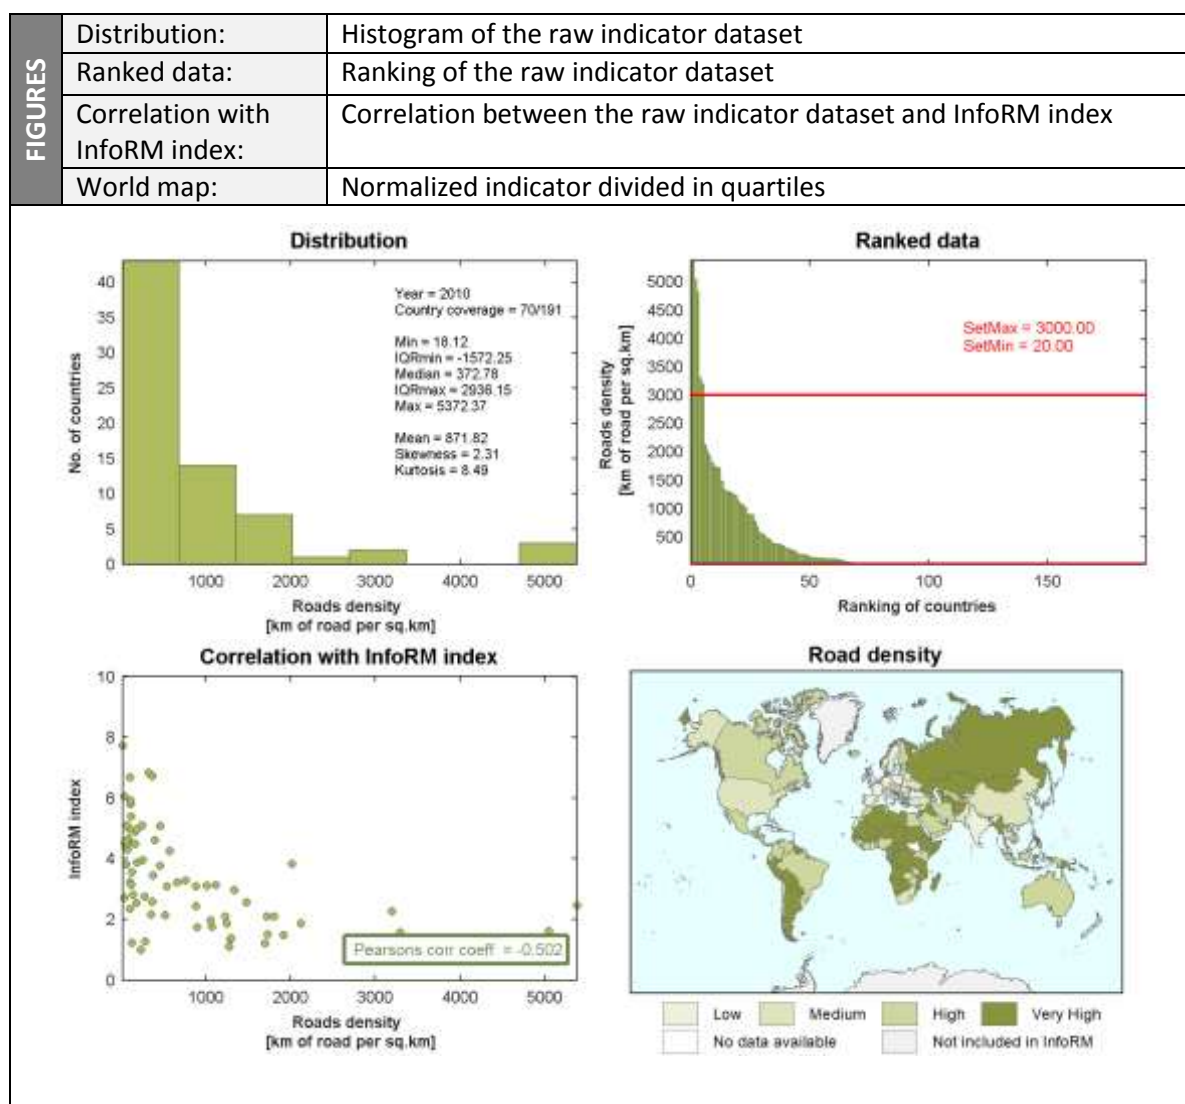 FIGURES
Distribution: Histogram of the raw indicator dataset
Ranked data: Ranking of the raw indicator dataset
Correlation with InfoRM index: Correlation between the raw indicator dataset and InfoRM index
World map: Normalized indicator divided in quartiles
Distribution
No. of countries
40
35
30
25
20
15
10
5
0
Year = 2010
Country coverage = 70/191
Min = 18.12
IQRmin = -1572.25
Median = 372.78
IQRmax = 2936.15
Max = 5372.37
Mean = 871.82
Skewness = 2.31
Kurtosis = 8.49
1000 2000 3000 4000 5000
Roads density
[km of road per sq.km]
Ranked data
Roads density
[km of road per sq.km]
5000
4500
4000
3500
3000
2500
2000
1500
1000
500
SetMax = 3000.00
SetMin = 20.00
0 50 100 150
Ranking of countries
Correlation with InfoRM index
InfoRM index
10
8
6
4
2
0
Pearsons corr coeff = -0.502
1000 2000 3000 4000 5000
Roads density
[km of road per sq.km]
Road density
Low Medium High Very High
No data available Not included in InfoRM